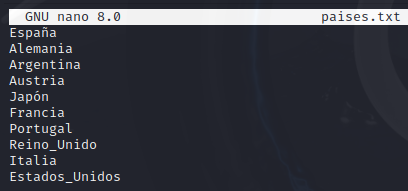 GNU nano 8.0 paises.txt
España
Alemania
Argentina
Austria
Japón
Francia
Portugal
Reino_Unido
Italia
Estados_Unidos